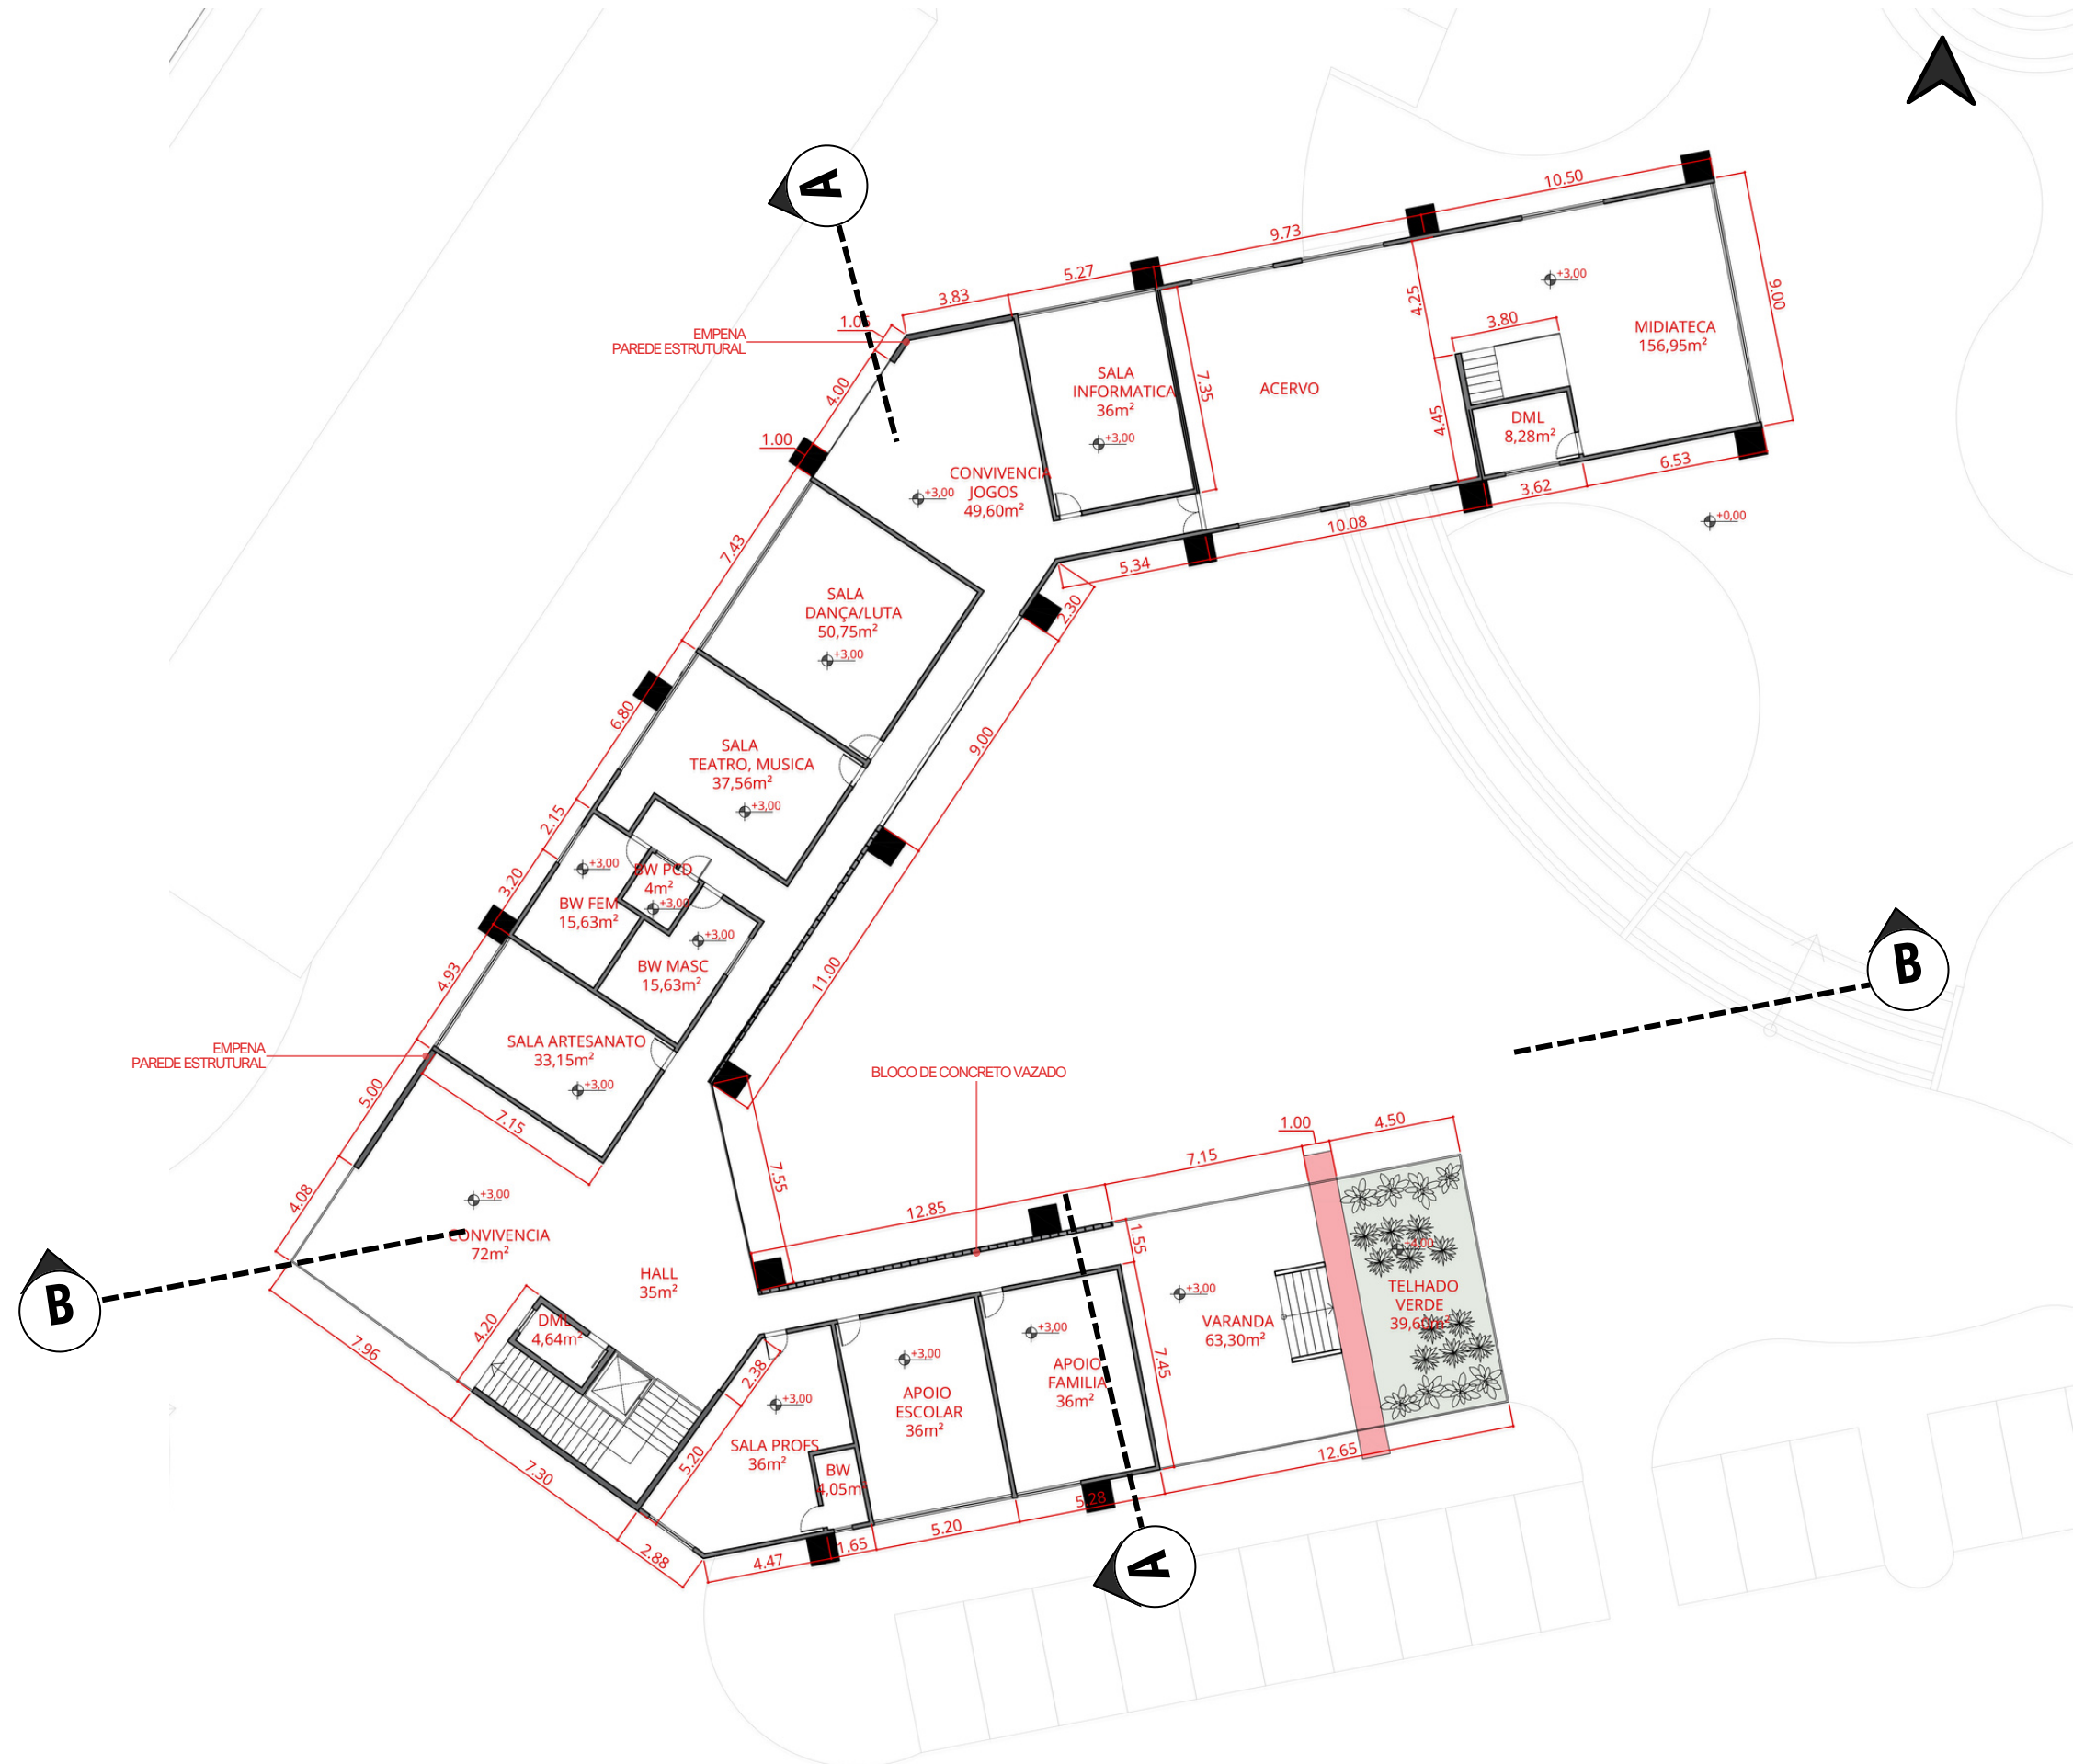 A
10.50
9.73
5.27
3.83
1.05
EMPENA
PAREDE ESTRUTURAL
4.00
1.00
+3,00
4.25
3.80
9.00
MIDIATECA
156,95m²
SALA
INFORMATICA
36m²
+3,00
7.35
ACERVO
4.45
DML
8,28m²
6.53
3.62
10.08
5.34
+0,00
CONVIVENCIA
JOGOS
49,60m²
+3,00
7.43
2.30
SALA
DANÇA/LUTA
50,75m²
+3,00
9.00
6.80
SALA
TEATRO, MUSICA
37,56m²
+3,00
2.15
3.20
+3,00
BW PCD
4m²
+3,00
BW FEM
15,63m²
+3,00
BW MASC
15,63m²
4.93
11.00
B
SALA ARTESANATO
33,15m²
+3,00
EMPENA
PAREDE ESTRUTURAL
5.00
7.15
BLOCO DE CONCRETO VAZADO
4.08
+3,00
CONVIVENCIA
72m²
7.55
12.85
7.15
1.00
4.50
1.55
HALL
35m²
B
DML
4,64m²
4.20
7.96
+3,00
VARANDA
63,30m²
TELHADO
VERDE
+3,00
APOIO
FAMILIA
36m²
7.45
+3,00
APOIO
ESCOLAR
36m²
2.38
+3,00
SALA PROFS
36m²
BW
4,05m²
5.20
7.30
2.88
4.47
1.65
5.20
5.28
12.65
A